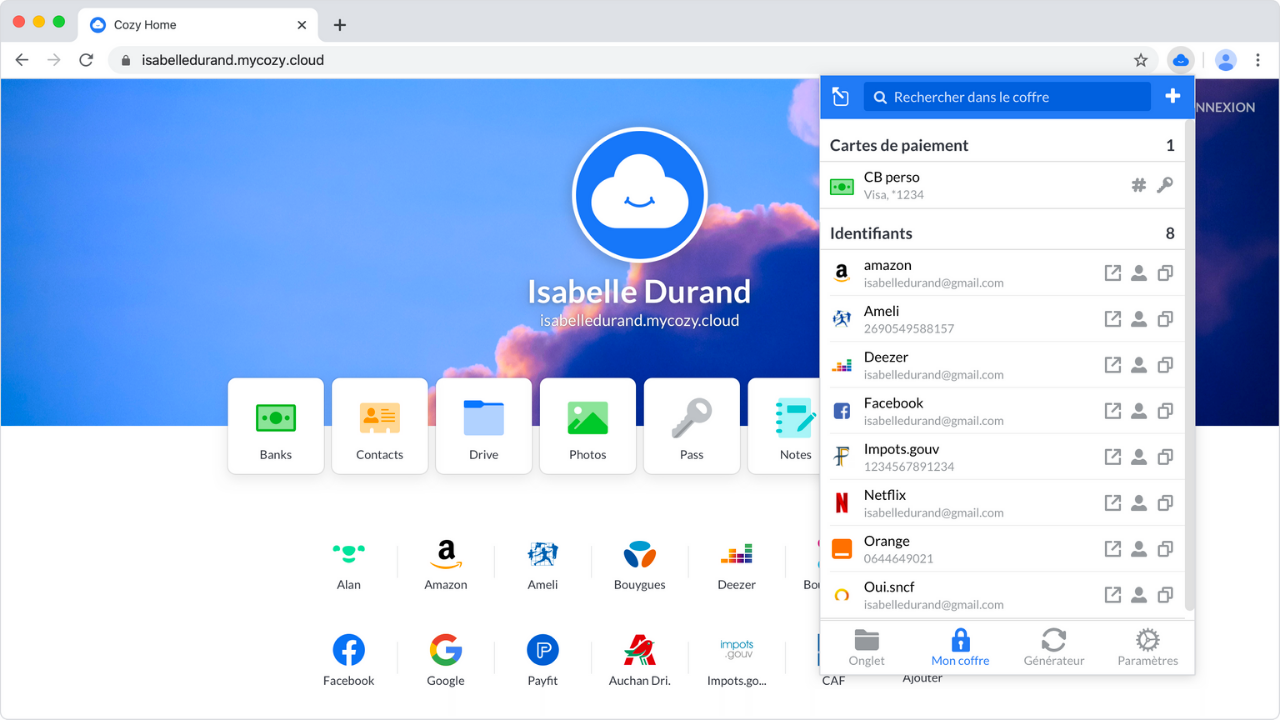 Cozy Home
isabelledurand.mycozy.cloud
Rechercher dans le coffre
NNEXION
Cartes de paiement 1
CB perso
Visa, *1234
Identifiants 8
amazon
isabelledurand@gmail.com
Ameli
2690549588157
Deezer
isabelledurand@gmail.com
Facebook
isabelledurand@gmail.com
Impots.gouv
1234567891234
Netflix
isabelledurand@gmail.com
Orange
0644649021
Oui.sncf
isabelledurand@gmail.com
Onglet Mon coffre Générateur Paramètres
Isabelle Durand
isabelledurand.mycozy.cloud
Banks Contacts Drive Photos Pass Notes
Alan Amazon Ameli Bouygues Deezer Bou
impots
.gouv
Facebook Google Payfit Auchan Dri. Impots.go... CAF Ajouter